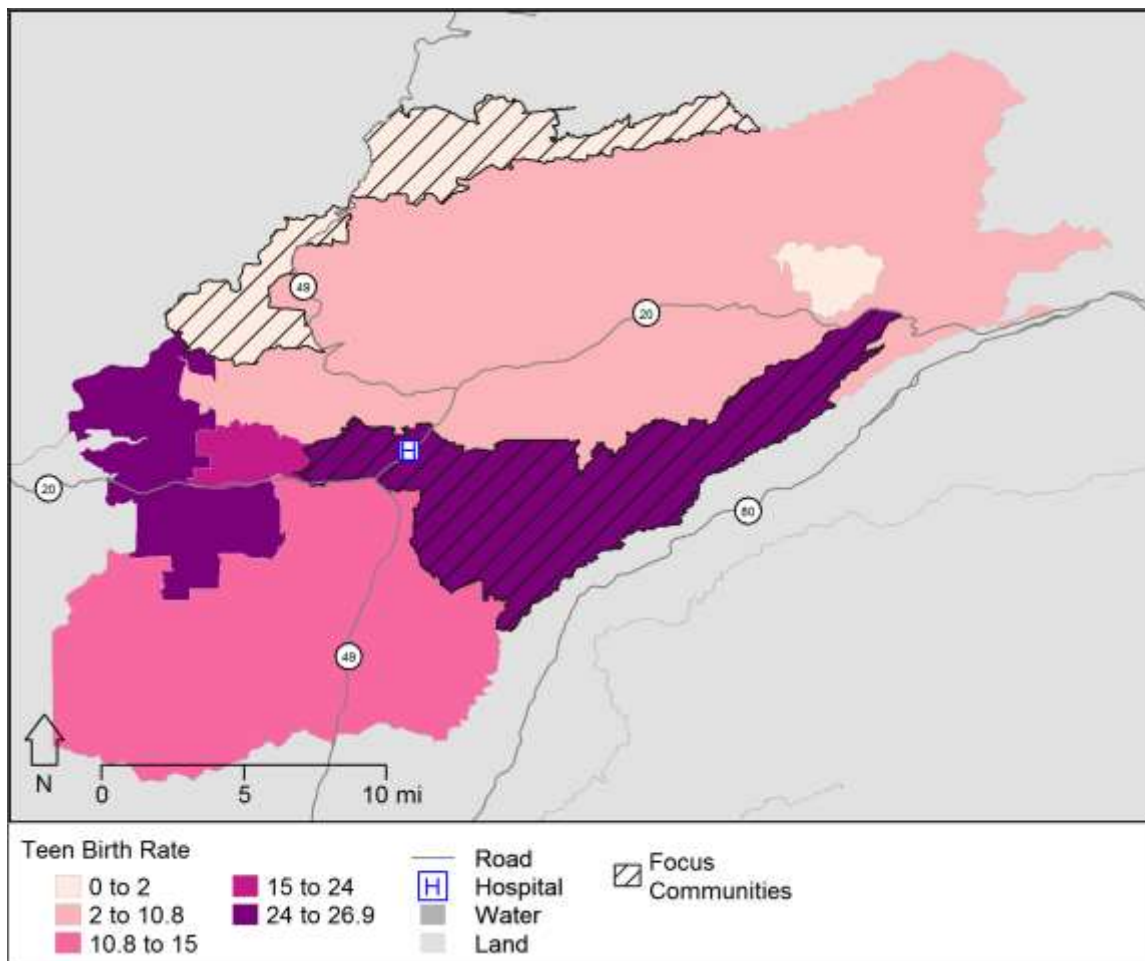 49
20
20
80
49
N
0 5 10 mi
Teen Birth Rate
0 to 2
2 to 10.8
10.8 to 15
15 to 24
24 to 26.9
Road
H Hospital
Water
Land
Focus
Communities
H